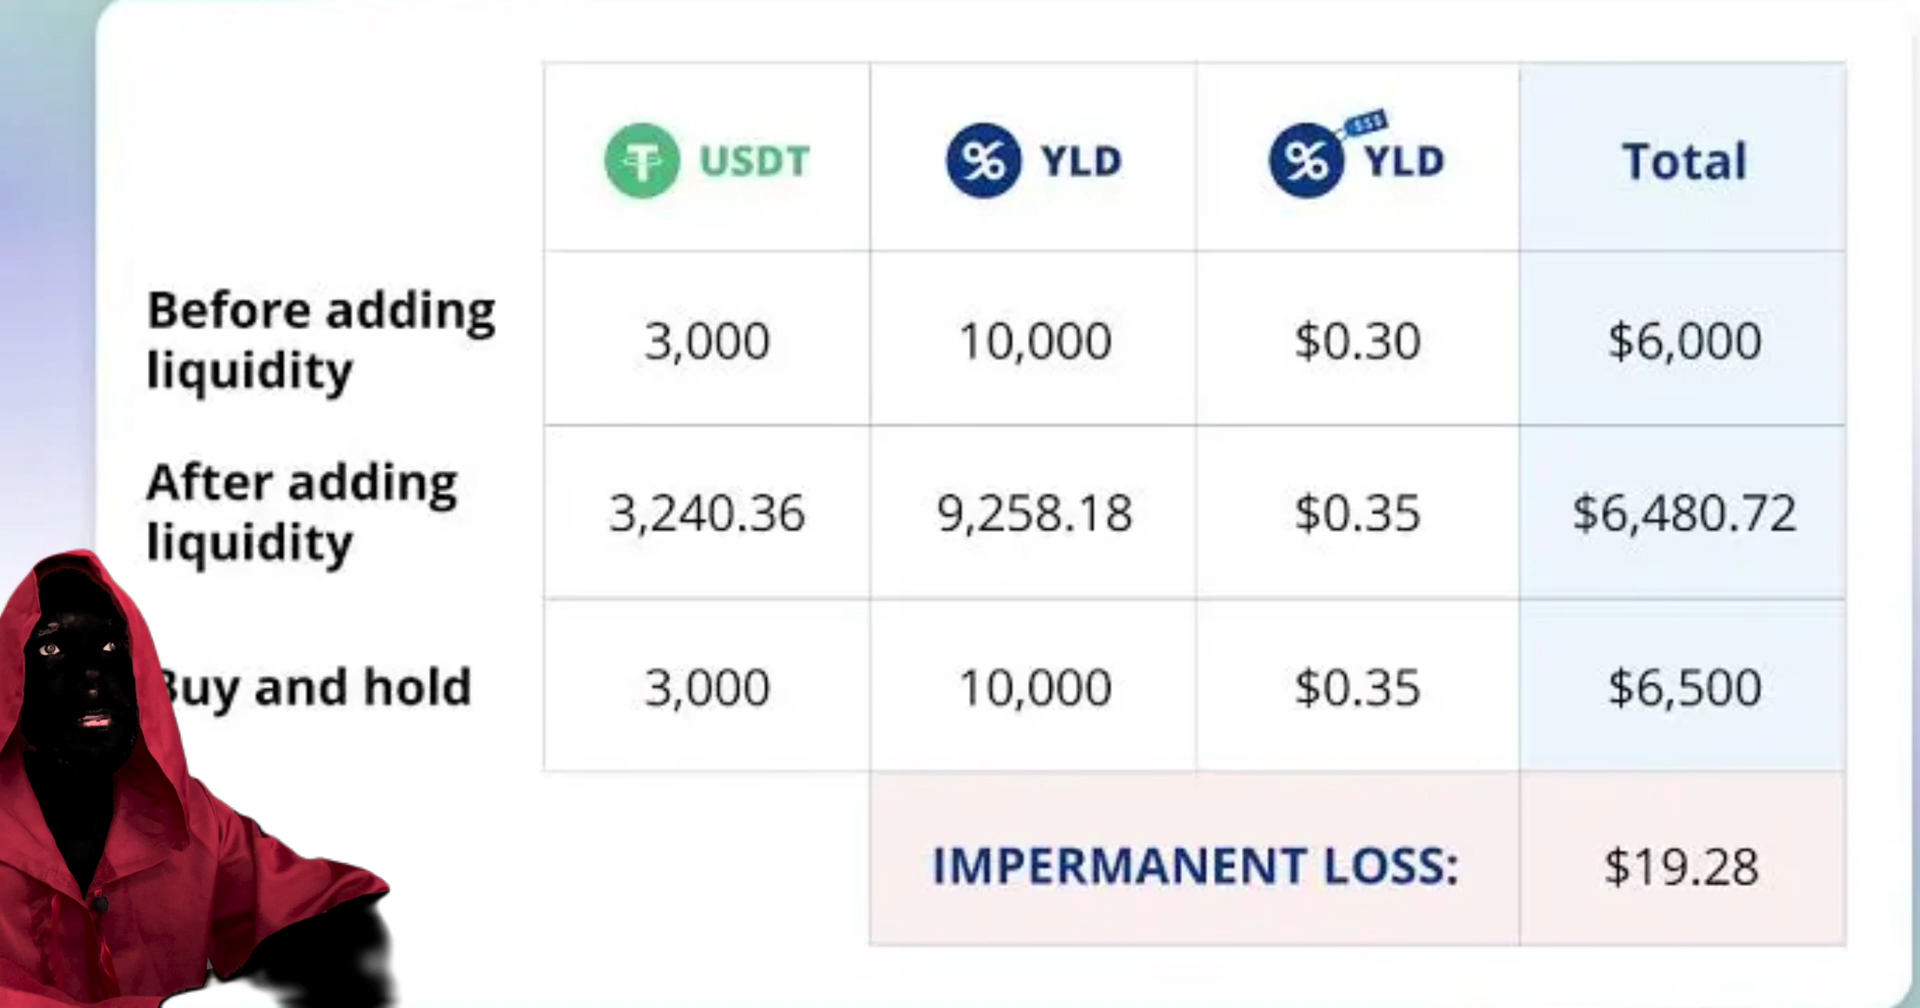 USDT YLD $$$ YLD Total
Before adding
liquidity
3,000 10,000 $0.30 $6,000
After adding
liquidity
3,240.36 9,258.18 $0.35 $6,480.72
Buy and hold 3,000 10,000 $0.35 $6,500
IMPERMANENT LOSS: $19.28